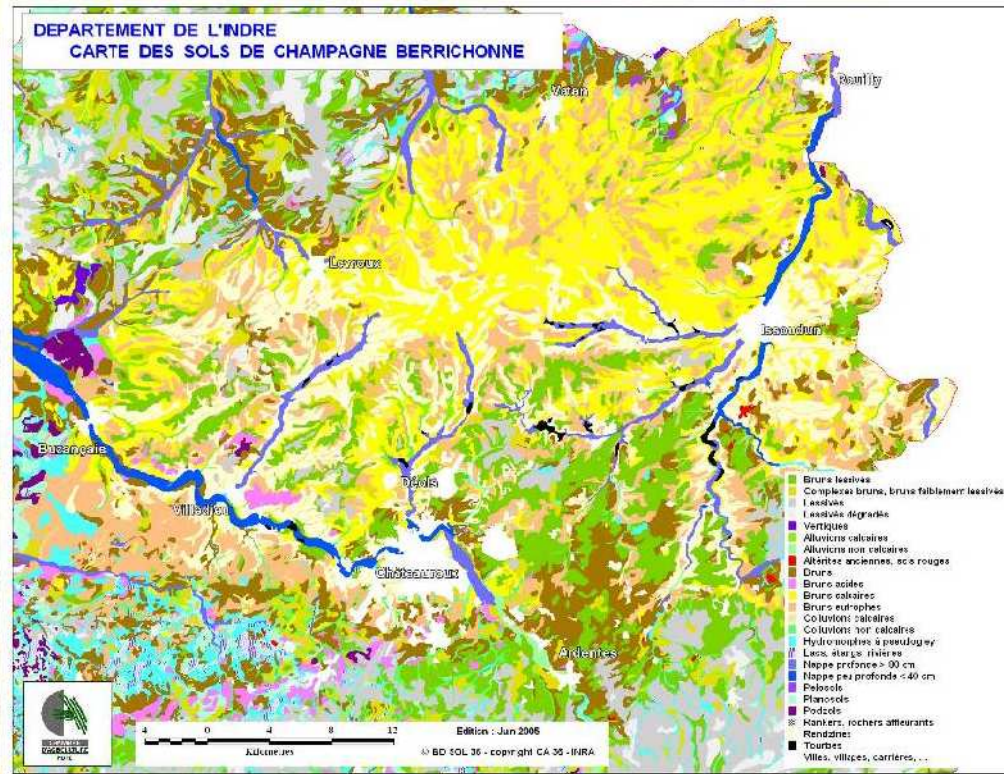 DEPARTEMENT DE L'INDRE
CARTE DES SOLS DE CHAMPAGNE BERRICHONNE
Vatan
Reuilly
Levroux
Issoudun
Buzançais
Villedieu
Déols
Châteauroux
Ardentes
Bruns lessivés
Complexes bruns, bruns faiblement lessivés
Lessivés
Lessivés dégradés
Vertiques
Alluvions calcaires
Alluvions non calcaires
Altérites anciennes, sols rouges
Bruns
Bruns acides
Bruns calcaires
Bruns eutrophes
Colluvions calcaires
Colluvions non calcaires
Hydromorphes à pseudogley
Lacs, étangs, rivières
Nappe profonde > 80 cm
Nappe peu profonde < 40 cm
Pelosols
Planosols
Podzols
Rankers, rochers affleurants
Rendzines
Tourbes
Villes, villages, carrières, ...
4 0 4 8 12
Kilomètres
Edition : Juin 2005
© BD SOL 36 - copyright CA 36 - INRA
D'AGRICULTURE